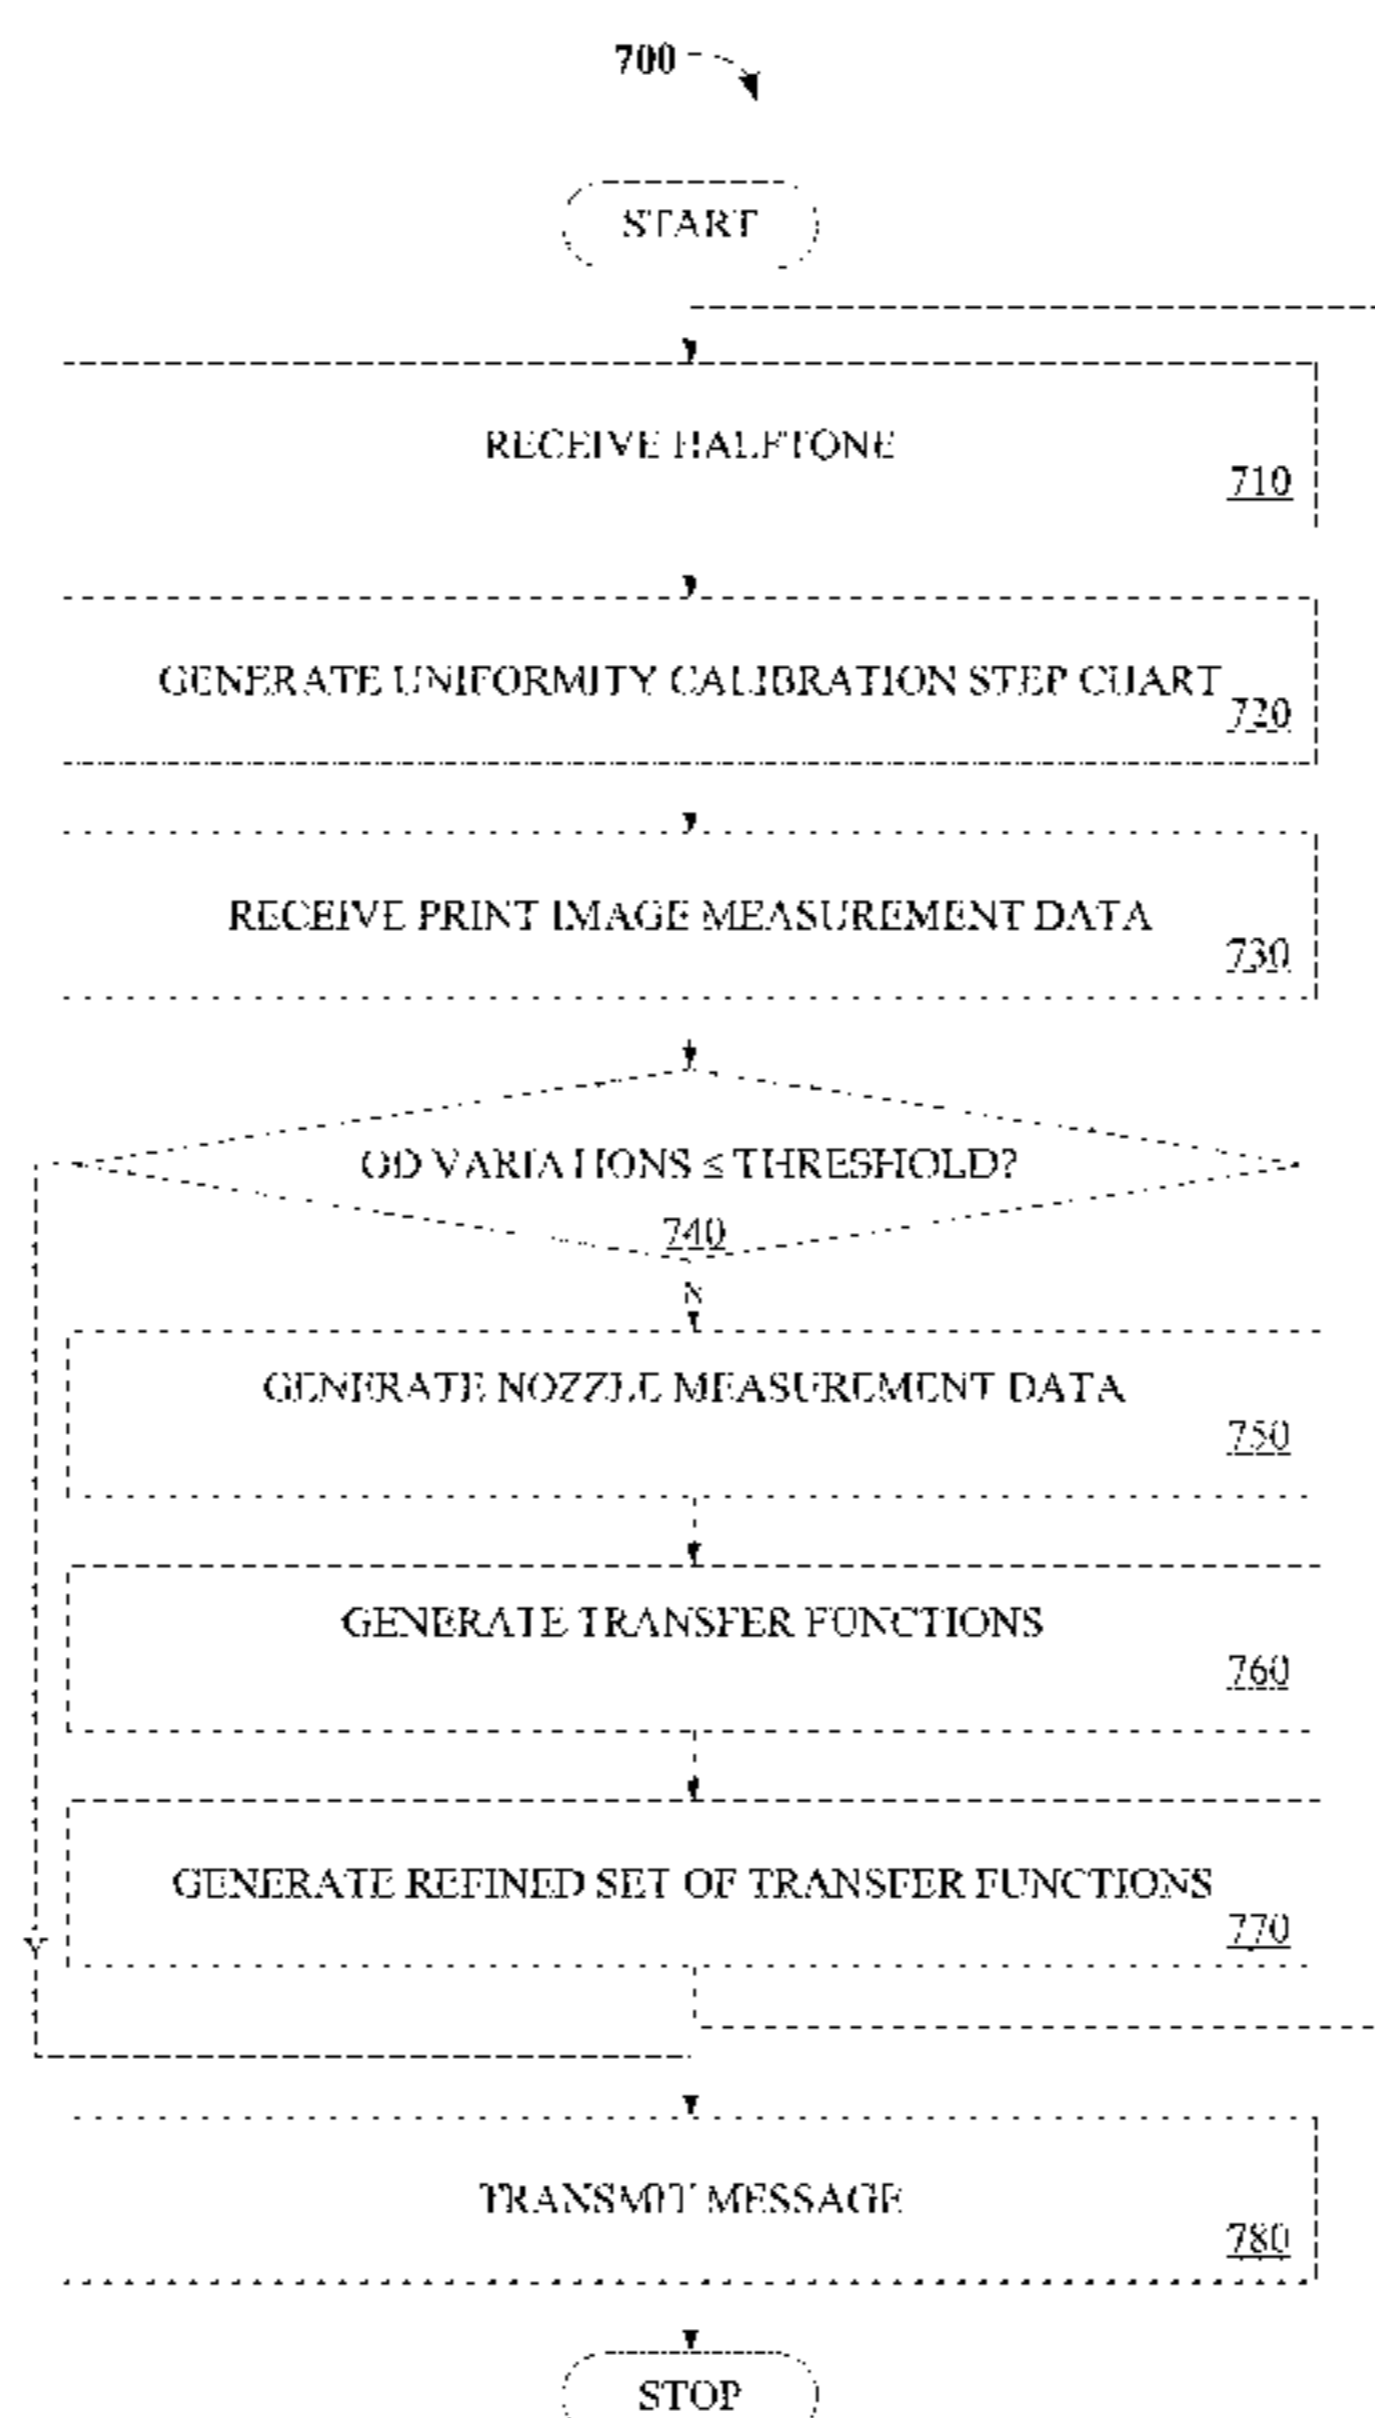 700
START
RECEIVE HALFTONE
710
GENERATE UNIFORMITY CALIBRATION STEP CHART
720
RECEIVE PRINT IMAGE MEASUREMENT DATA
730
OD VARIATIONS ≤ THRESHOLD?
740
N
GENERATE NOZZLE MEASUREMENT DATA
750
GENERATE TRANSFER FUNCTIONS
760
GENERATE REFINED SET OF TRANSFER FUNCTIONS
770
Y
TRANSMIT MESSAGE
780
STOP